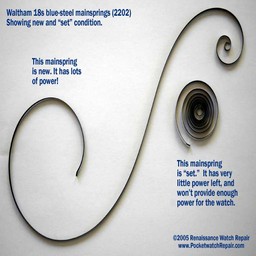 Waltham 18s blue-steel mainsprings (2202)
Showing new and "set" condition.
This mainspring
is new. It has lots
of power!
This mainspring
is "set." It has very
little power left, and
won't provide enough
power for the watch.
©2005 Renaissance Watch Repair
www.PocketwatchRepair.com